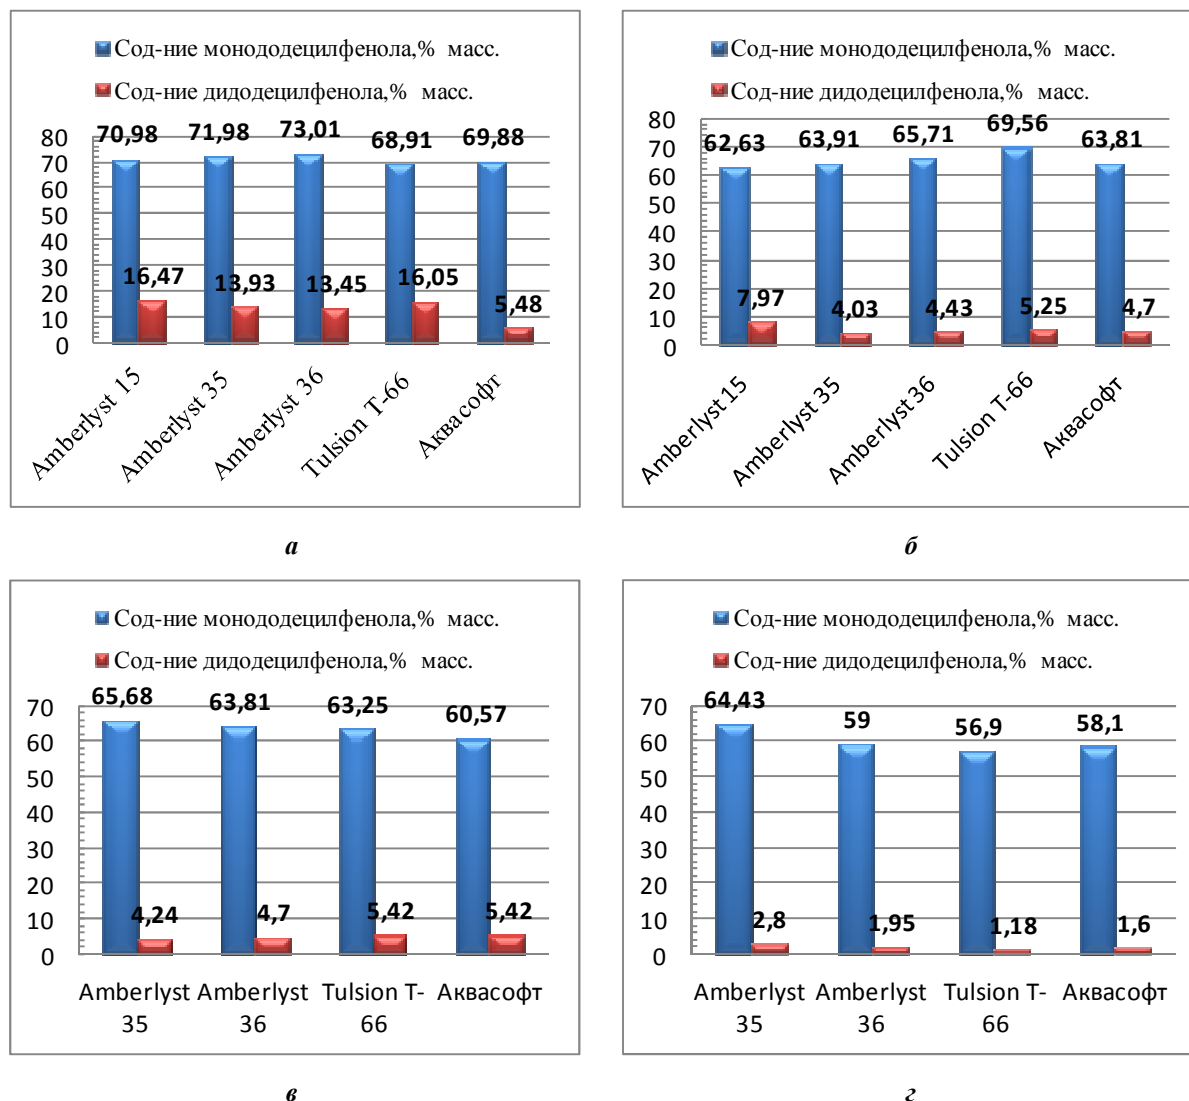 Сод-ние монододецилфенола,% масс.
Сод-ние дидодецилфенола,% масс.
70,98 71,98 73,01 68,91 69,88
16,47 13,93 13,45 16,05 5,48
80
70
60
50
40
30
20
10
0
Amberlyst 15
Amberlyst 35
Amberlyst 36
Tulsion T-66
Аквасофт
а
Сод-ние монододецилфенола,% масс.
Сод-ние дидодецилфенола,% масс.
62,63 63,91 65,71 69,56 63,81
7,97 4,03 4,43 5,25 4,7
80
70
60
50
40
30
20
10
0
Amberlyst 15
Amberlyst 35
Amberlyst 36
Tulsion T-66
Аквасофт
б
Сод-ние монододецилфенола,% масс.
Сод-ние дидодецилфенола,% масс.
65,68 63,81 63,25 60,57
4,24 4,7 5,42 5,42
70
60
50
40
30
20
10
0
Amberlyst
35
Amberlyst
36
Tulsion T-
66
Аквасофт
в
Сод-ние монододецилфенола,% масс.
Сод-ние дидодецилфенола,% масс.
64,43 59 56,9 58,1
2,8 1,95 1,18 1,6
70
60
50
40
30
20
10
0
Amberlyst
35
Amberlyst
36
Tulsion T-
66
Аквасофт
г